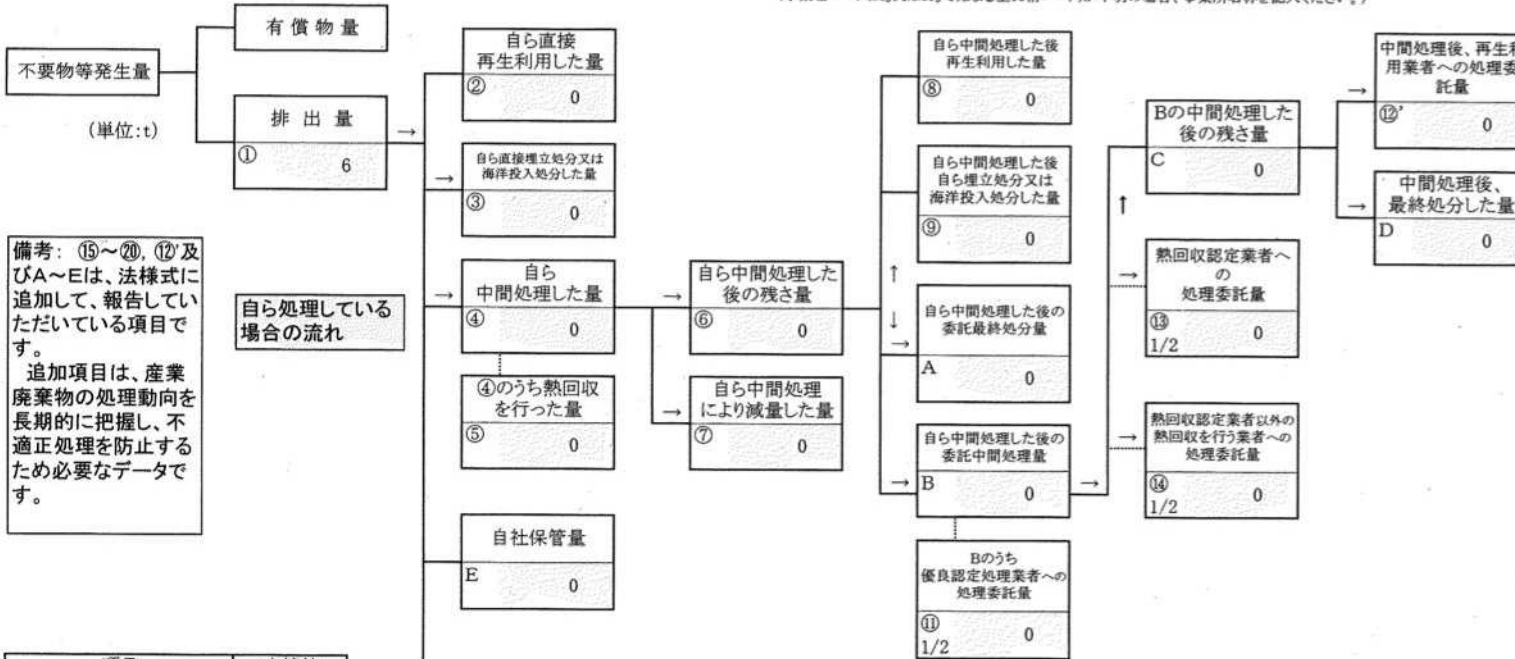 不要物等発生量
(単位:t)
有償物量
排出量
① 6
→
自ら直接
再生利用した量
② 0
→
自ら直接埋立処分又は
海洋投入処分した量
③ 0
→
自ら
中間処理した量
④ 0
④のうち熱回収
を行った量
⑤ 0
自社保管量
E 0
備考: ⑮~⑳, ⑫'及
びA~Eは、法様式に
追加して、報告してい
ただいている項目で
す。
追加項目は、産業
廃棄物の処理動向を
長期的に把握し、不
適正処理を防止する
ため必要なデータで
す。
自ら処理している
場合の流れ
→
自ら中間処理した
後の残さ量
⑥ 0
→
自ら中間処理
により減量した量
⑦ 0
自ら中間処理した後
再生利用した量
⑧ 0
自ら中間処理した後
自ら埋立処分又は
海洋投入処分した量
⑨ 0
↑
↓
→
自ら中間処理した後の
委託最終処分量
A 0
→
自ら中間処理した後の
委託中間処理量
B 0
→
Bのうち
優良認定処理業者への
処理委託量
⑪
1/2 0
Bの中間処理した
後の残さ量
C 0
↑
→
熱回収認定業者へ
の
処理委託量
⑬
1/2 0
→
熱回収認定業者以外の
熱回収を行う業者への
処理委託量
⑭
1/2 0
→
中間処理後、再生利
用業者への処理委
託量
⑫' 0
→
中間処理後、
最終処分した量
D 0